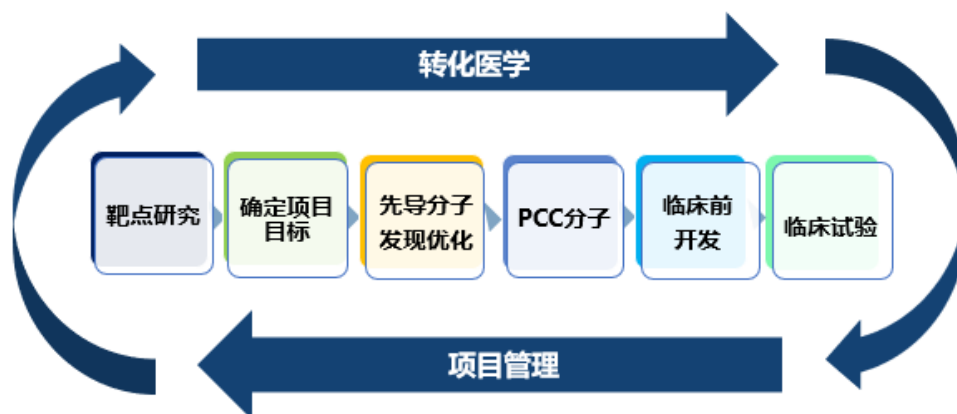 转化医学
靶点研究
确定项目
目标
先导分子
发现优化
PCC分子
临床前
开发
临床试验
项目管理